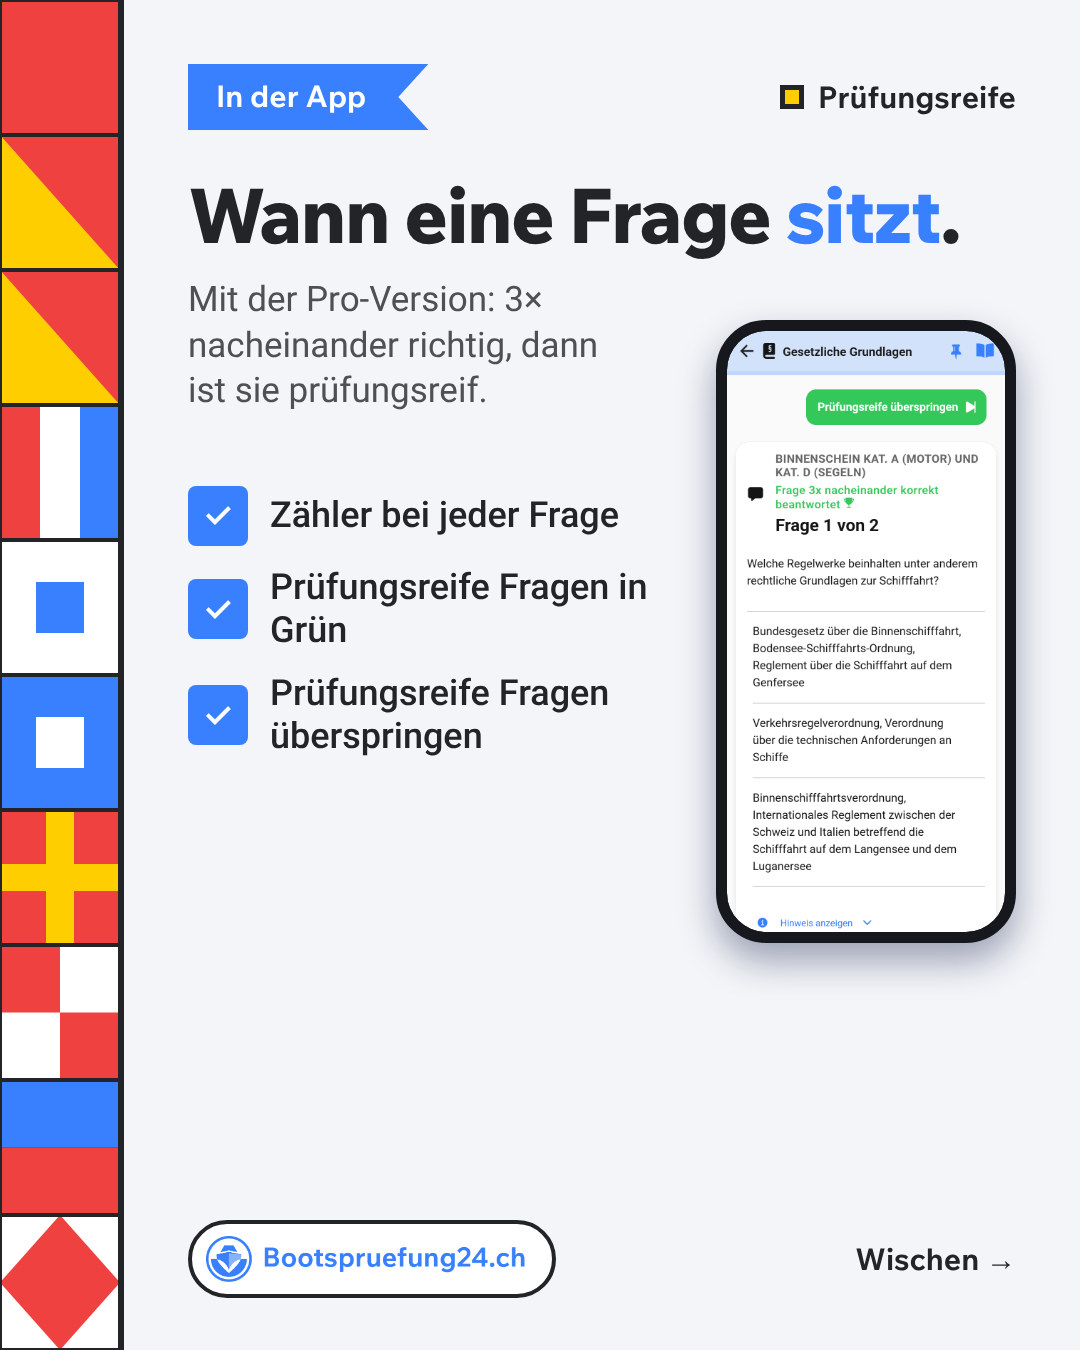 In der App
Prüfungsreife
Wann eine Frage sitzt.
Mit der Pro-Version: 3×
nacheinander richtig, dann
ist sie prüfungsreif.
Zähler bei jeder Frage
Prüfungsreife Fragen in
Grün
Prüfungsreife Fragen
überspringen
Gesetzliche Grundlagen
Prüfungsreife überspringen
BINNENSCHEIN KAT. A (MOTOR) UND
KAT. D (SEGELN)
Frage 3x nacheinander korrekt
beantwortet
Frage 1 von 2
Welche Regelwerke beinhalten unter anderem
rechtliche Grundlagen zur Schifffahrt?
Bundesgesetz über die Binnenschifffahrt,
Bodensee-Schifffahrts-Ordnung,
Reglement über die Schifffahrt auf dem
Genfersee
Verkehrsregelverordnung, Verordnung
über die technischen Anforderungen an
Schiffe
Binnenschifffahrtsverordnung,
Internationales Reglement zwischen der
Schweiz und Italien betreffend die
Schifffahrt auf dem Langensee und dem
Luganersee
Hinweis anzeigen
Bootspruefung24.ch
Wischen →